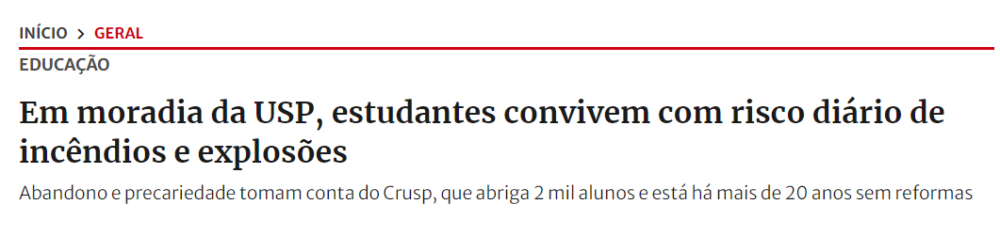 INÍCIO > GERAL
EDUCAÇÃO
Em moradia da USP, estudantes convivem com risco diário de
incêndios e explosões
Abandono e precariedade tomam conta do Crusp, que abriga 2 mil alunos e está há mais de 20 anos sem reformas